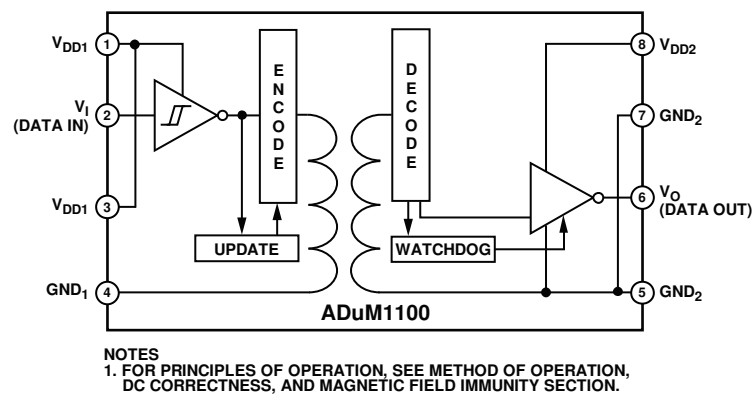 VDD1 1
VI 2
(DATA IN)
VDD1 3
GND1 4
ENCODE
UPDATE
DECODE
WATCHDOG
8 VDD2
7 GND2
6 VO
(DATA OUT)
5 GND2
ADuM1100
NOTES
1. FOR PRINCIPLES OF OPERATION, SEE METHOD OF OPERATION,
DC CORRECTNESS, AND MAGNETIC FIELD IMMUNITY SECTION.